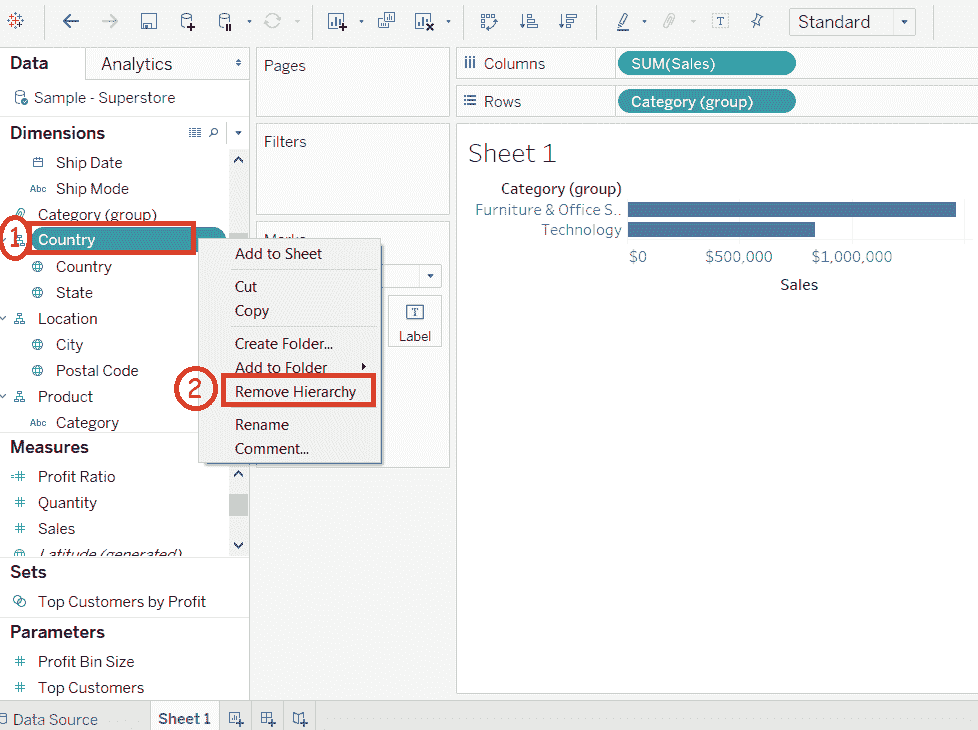 Standard
Data
Analytics
Sample - Superstore
Dimensions
Ship Date
Abc Ship Mode
Category (group)
1
Country
Country
State
Location
City
Postal Code
Product
Abc Category
Measures
Profit Ratio
Quantity
Sales
Latitude (generated)
Sets
Top Customers by Profit
Parameters
Profit Bin Size
Top Customers
Pages
Filters
Marks
T
Label
Add to Sheet
Cut
Copy
Create Folder...
Add to Folder
2
Remove Hierarchy
Rename
Comment...
Columns
SUM(Sales)
Rows
Category (group)
Sheet 1
Category (group)
Furniture & Office S..
Technology
$0 $500,000 $1,000,000
Sales
Data Source
Sheet 1